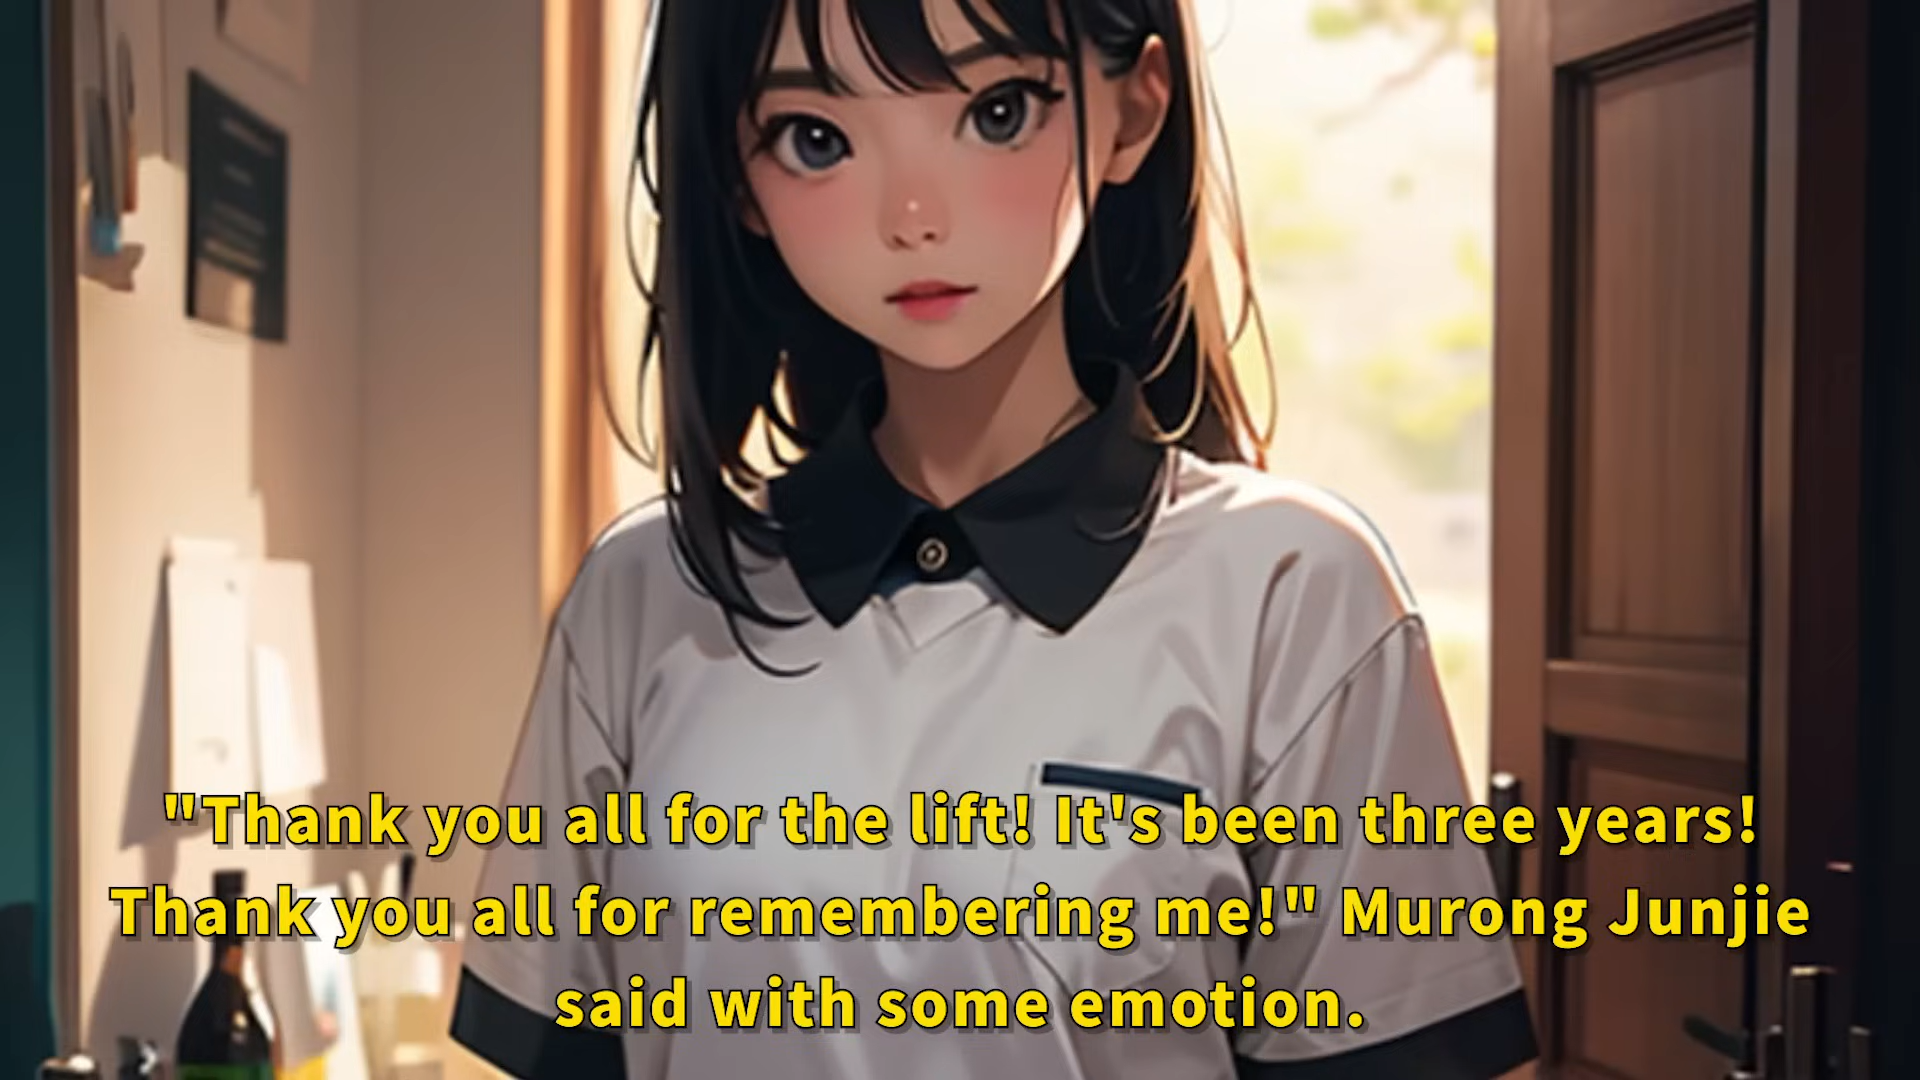 "Thank you all for the lift! It's been three years!
Thank you all for remembering me!" Murong Junjie
said with some emotion.